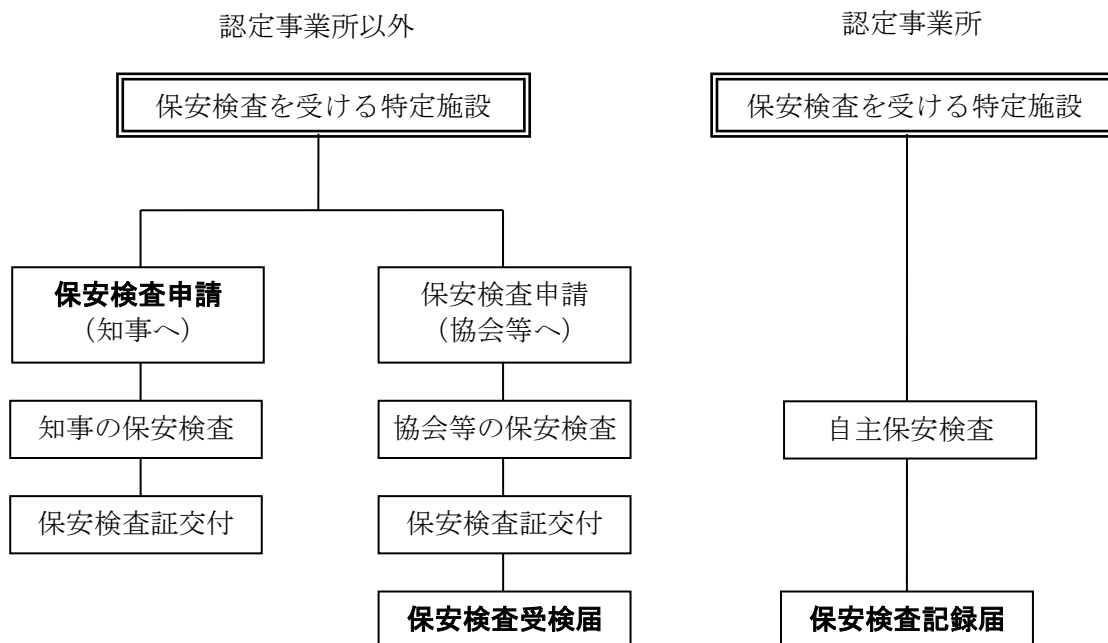 認定事業所以外
保安検査を受ける特定施設
保安検査申請
(知事へ)
知事の保安検査
保安検査証交付
保安検査申請
(協会等へ)
協会等の保安検査
保安検査証交付
保安検査受検届
認定事業所
保安検査を受ける特定施設
自主保安検査
保安検査記録届